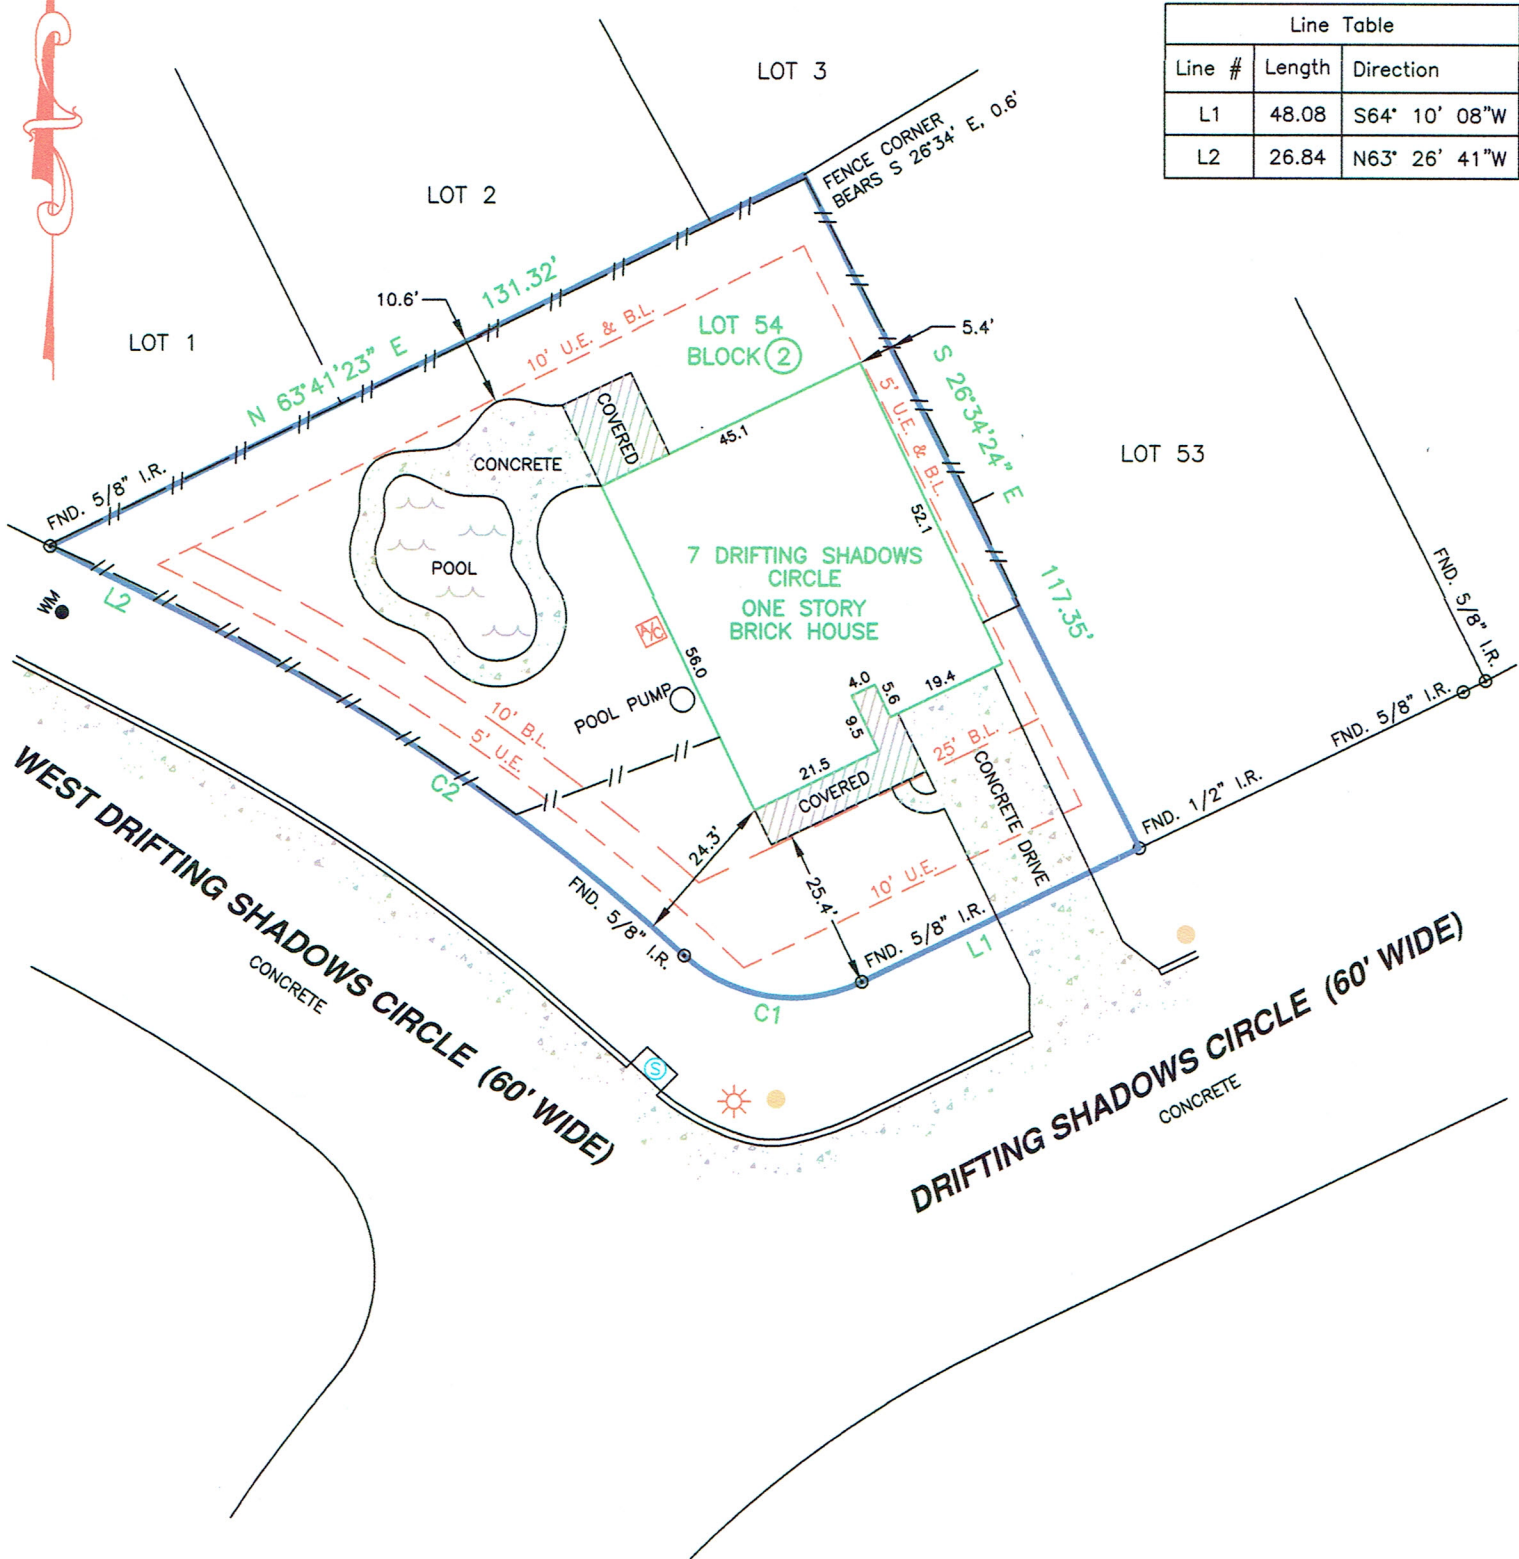 Line Table
Line # Length Direction
L1 48.08 S64° 10' 08"W
L2 26.84 N63° 26' 41"W
LOT 3
FENCE CORNER
BEARS S 26°34' E, 0.6'
LOT 2
LOT 1
10.6'
131.32'
N 63°41'23" E
10' U.E. & B.L.
LOT 54
BLOCK 2
5.4'
S 26°34'24" E
117.35'
5' U.E. & B.L.
LOT 53
COVERED
45.1
CONCRETE
FND. 5/8" I.R.
52.1
POOL
7 DRIFTING SHADOWS
CIRCLE
ONE STORY
BRICK HOUSE
WM
L2
A/C
56.0
POOL PUMP
4.0
5.6
19.4
9.5
FND. 5/8" I.R.
FND. 5/8" I.R.
10' B.L.
5' U.E.
C2
21.5
COVERED
25' B.L.
CONCRETE DRIVE
FND. 1/2" I.R.
24.3'
25.4'
10' U.E.
FND. 5/8" I.R.
FND. 5/8" I.R.
L1
C1
WEST DRIFTING SHADOWS CIRCLE (60' WIDE)
CONCRETE
S
DRIFTING SHADOWS CIRCLE (60' WIDE)
CONCRETE